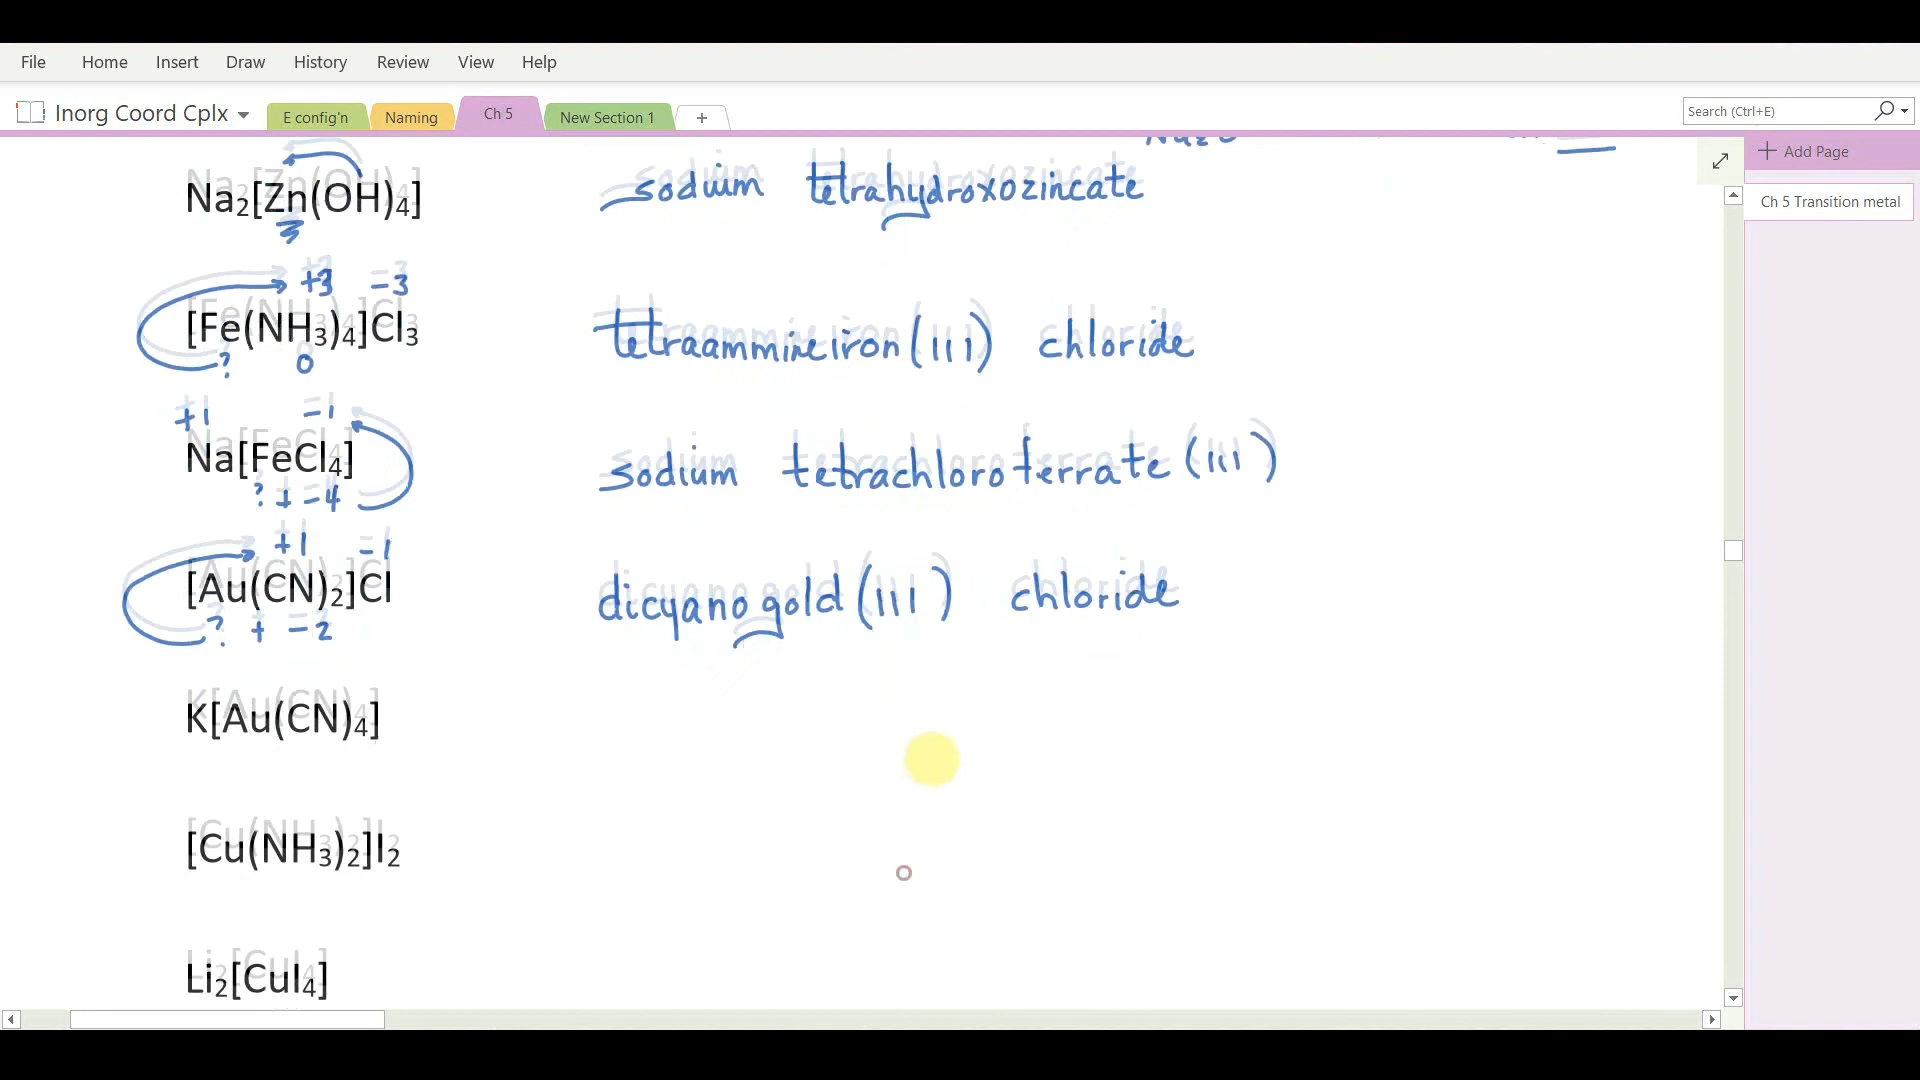 File Home Insert Draw History Review View Help
Inorg Coord Cplx E config'n Naming Ch 5 New Section 1 + Search (Ctrl+E)
Add Page
Ch 5 Transition metal
Na₂[Zn(OH)₄] sodium tetrahydroxozincate
+3 -3
[Fe(NH₃)₄]Cl₃ tetraammineiron(III) chloride
? 0
+1 -1
Na[FeCl₄] sodium tetrachloroferrate(III)
? + -4
+1 -1
[Au(CN)₂]Cl dicyanogold(III) chloride
? + -2
K[Au(CN)₄]
[Cu(NH₃)₂]I₂
Li₂[CuI₄]